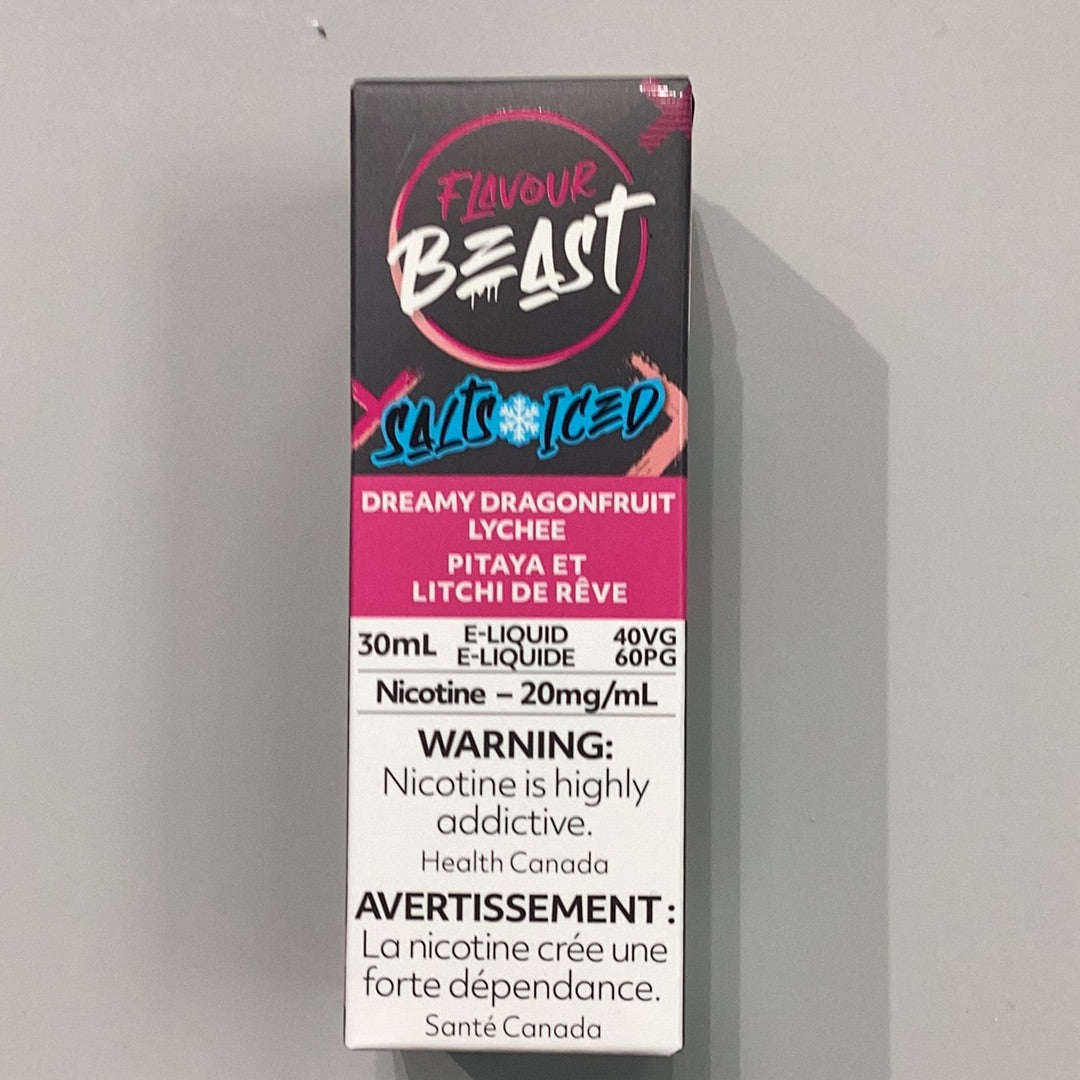 FLAVOUR
BEAST
SALTS ICED
DREAMY DRAGONFRUIT
LYCHEE
PITAYA ET
LITCHI DE RÊVE
30mL E-LIQUID 40VG
E-LIQUIDE 60PG
Nicotine – 20mg/mL
WARNING:
Nicotine is highly
addictive.
Health Canada
AVERTISSEMENT :
La nicotine crée une
forte dépendance.
Santé Canada